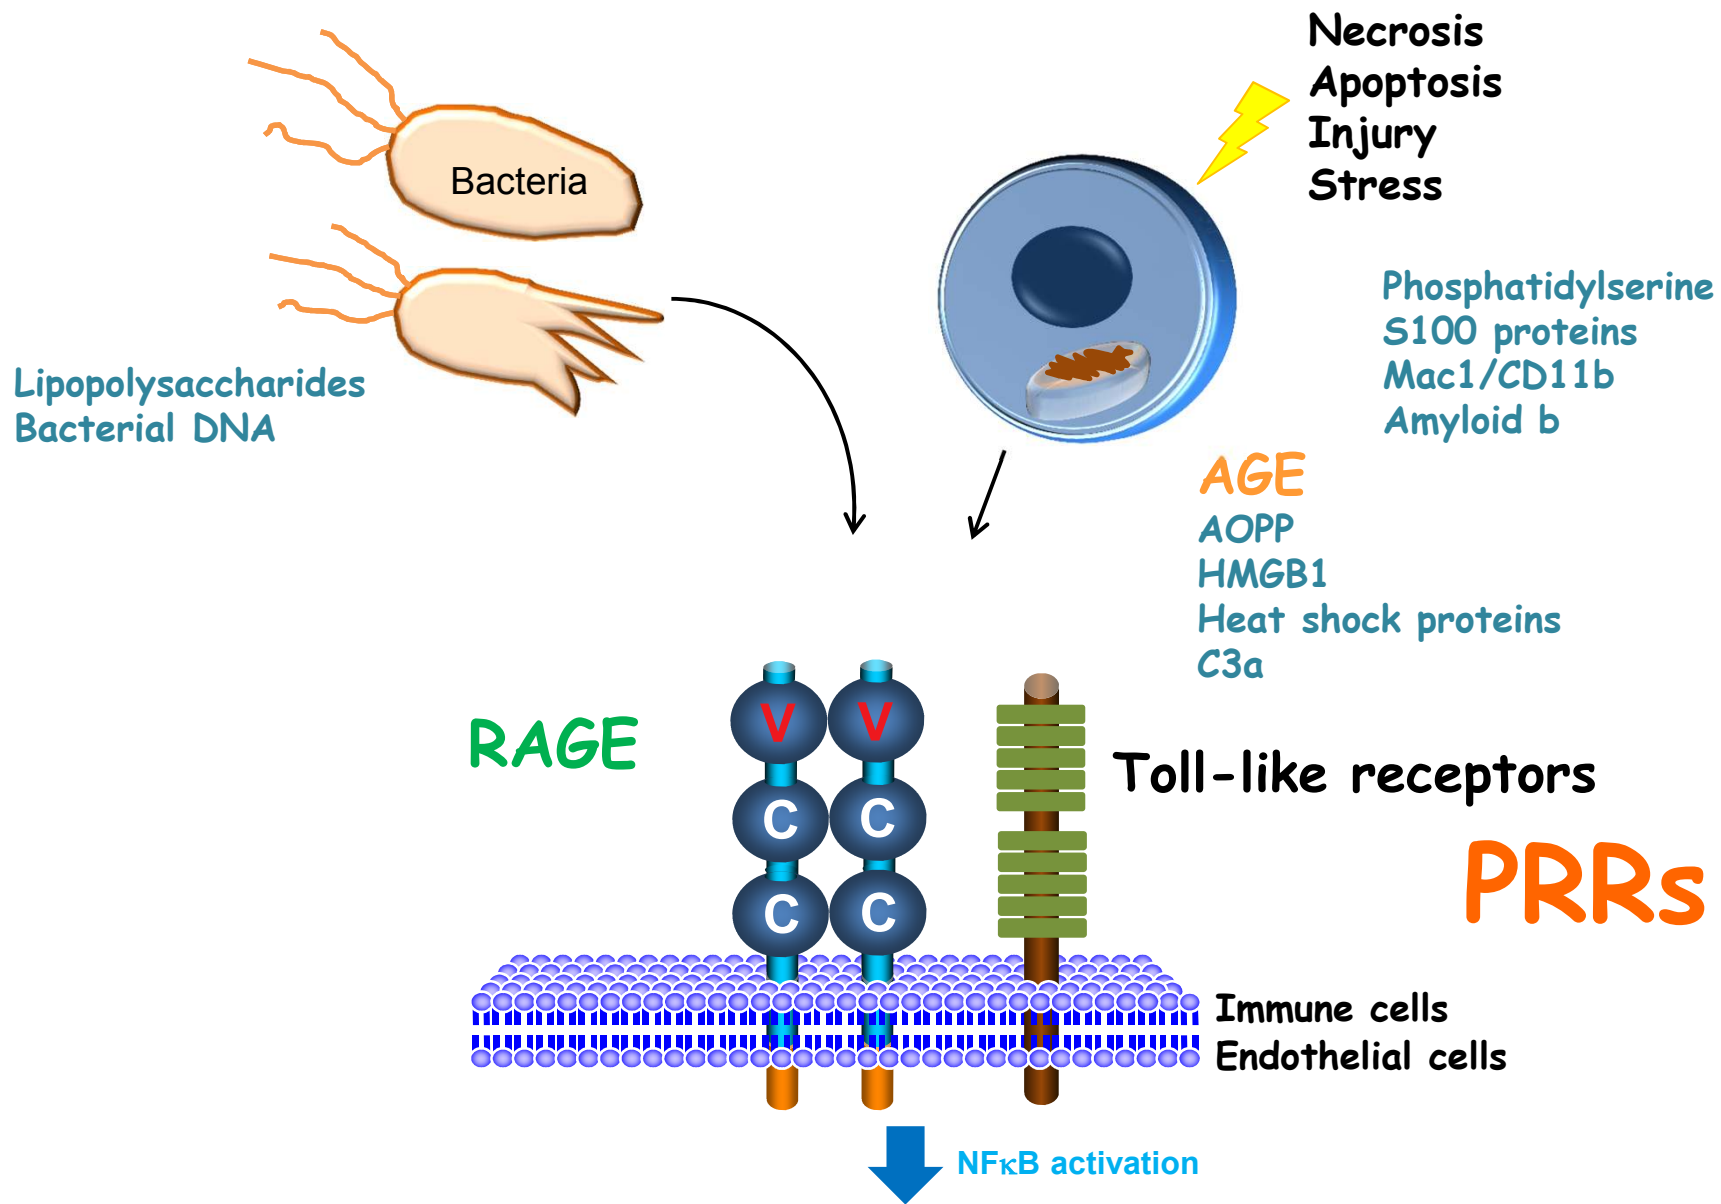 Necrosis
Apoptosis
Injury
Stress
Bacteria
Phosphatidylserine
S100 proteins
Mac1/CD11b
Amyloid b
Lipopolysaccharides
Bacterial DNA
AGE
AOPP
HMGB1
Heat shock proteins
C3a
RAGE
V V
C C
C C
Toll-like receptors
PRRs
Immune cells
Endothelial cells
NFκB activation